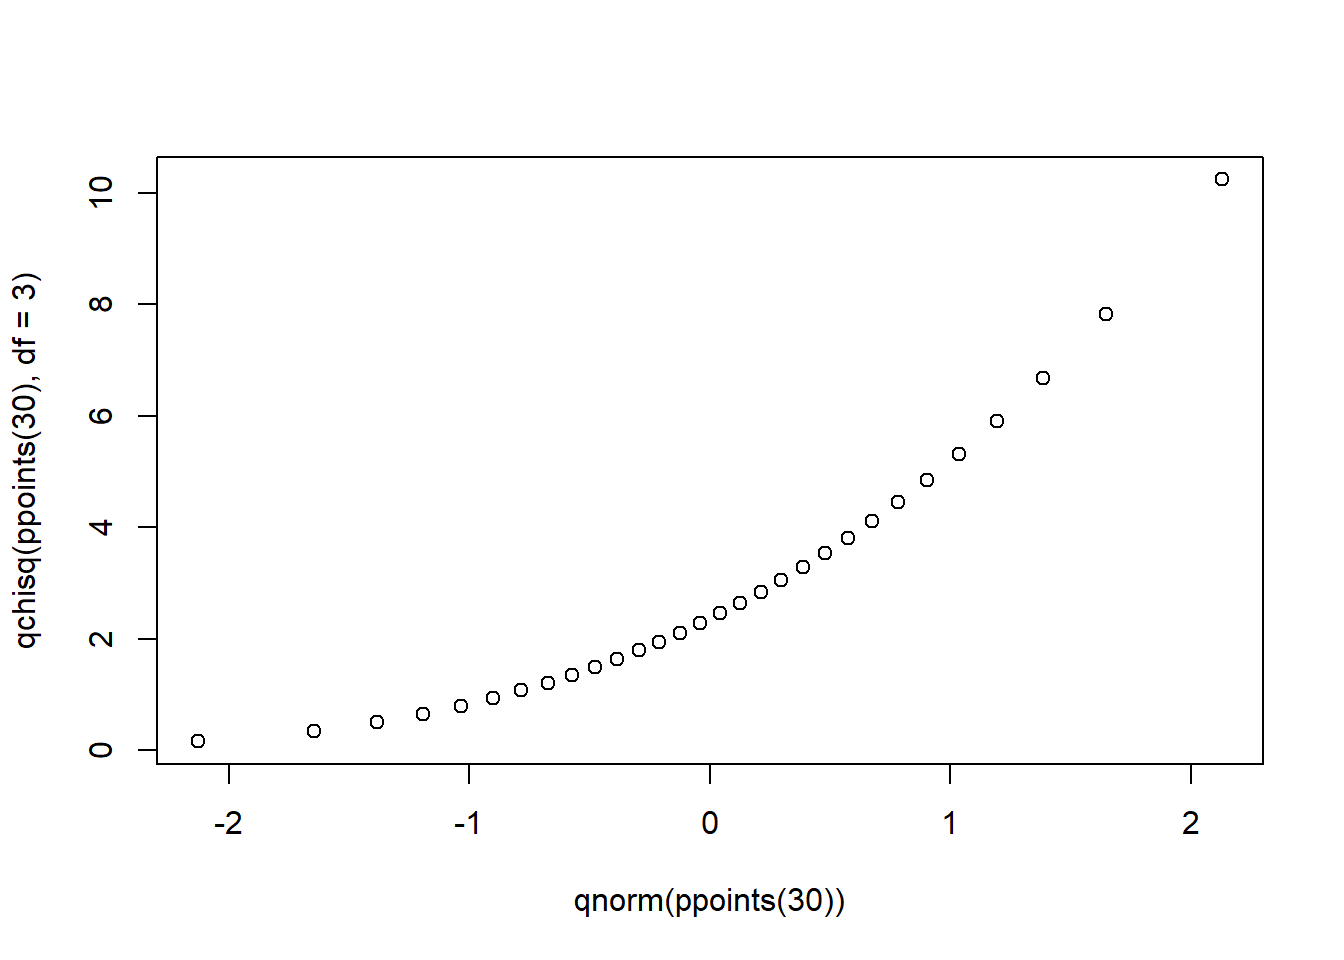 qchisq(ppoints(30), df = 3)
10
8
6
4
2
0
-2 -1 0 1 2
qnorm(ppoints(30))